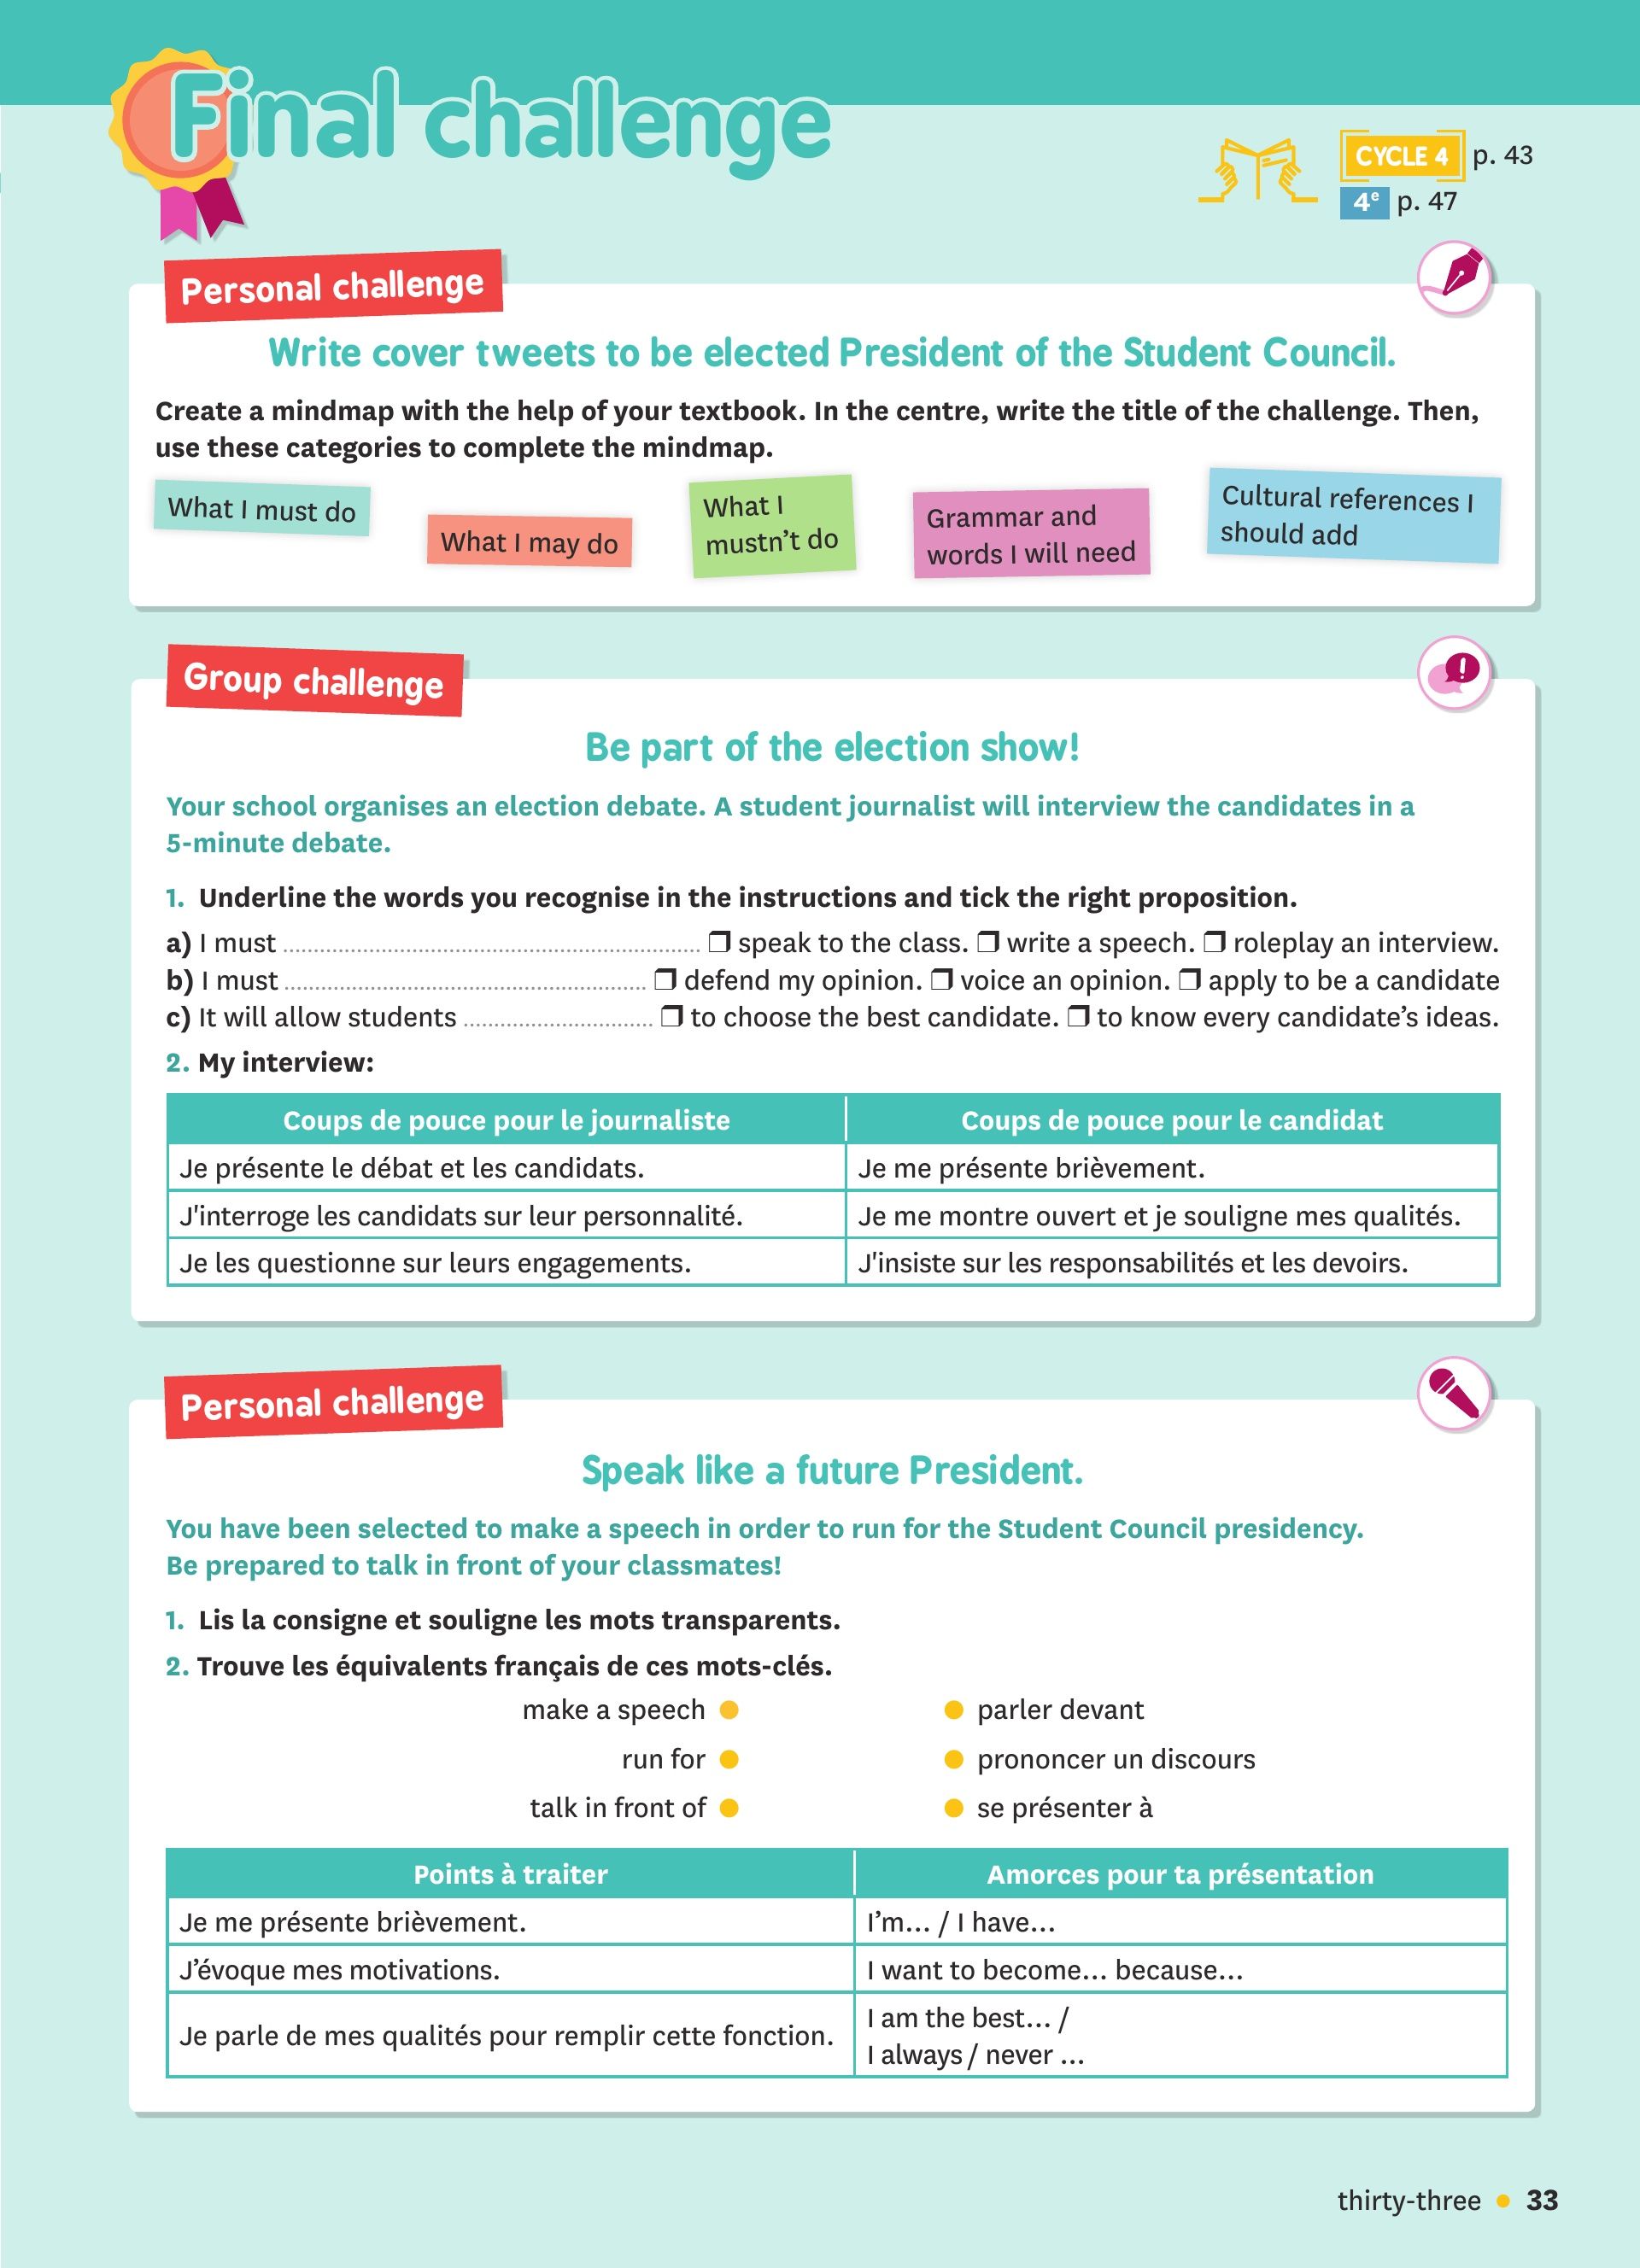 Final challenge
CYCLE 4 p. 43
4e p. 47
Personal challenge
Write cover tweets to be elected President of the Student Council.
Create a mindmap with the help of your textbook. In the centre, write the title of the challenge. Then,
use these categories to complete the mindmap.
What I must do
What I may do
What I
mustn't do
Grammar and
words I will need
Cultural references I
should add
Group challenge
Be part of the election show!
Your school organises an election debate. A student journalist will interview the candidates in a
5-minute debate.
1. Underline the words you recognise in the instructions and tick the right proposition.
a) I must ........................................................ ❒ speak to the class. ❒ write a speech. ❒ roleplay an interview.
b) I must ................................................ ❒ defend my opinion. ❒ voice an opinion. ❒ apply to be a candidate
c) It will allow students ......................... ❒ to choose the best candidate. ❒ to know every candidate's ideas.
2. My interview:
Coups de pouce pour le journaliste
Coups de pouce pour le candidat
Je présente le débat et les candidats.
Je me présente brièvement.
J'interroge les candidats sur leur personnalité.
Je me montre ouvert et je souligne mes qualités.
Je les questionne sur leurs engagements.
J'insiste sur les responsabilités et les devoirs.
Personal challenge
Speak like a future President.
You have been selected to make a speech in order to run for the Student Council presidency.
Be prepared to talk in front of your classmates!
1. Lis la consigne et souligne les mots transparents.
2. Trouve les équivalents français de ces mots-clés.
make a speech ● ● parler devant
run for ● ● prononcer un discours
talk in front of ● ● se présenter à
Points à traiter
Amorces pour ta présentation
Je me présente brièvement.
I'm… / I have…
J'évoque mes motivations.
I want to become… because…
Je parle de mes qualités pour remplir cette fonction.
I am the best… /
I always / never …
thirty-three ● 33